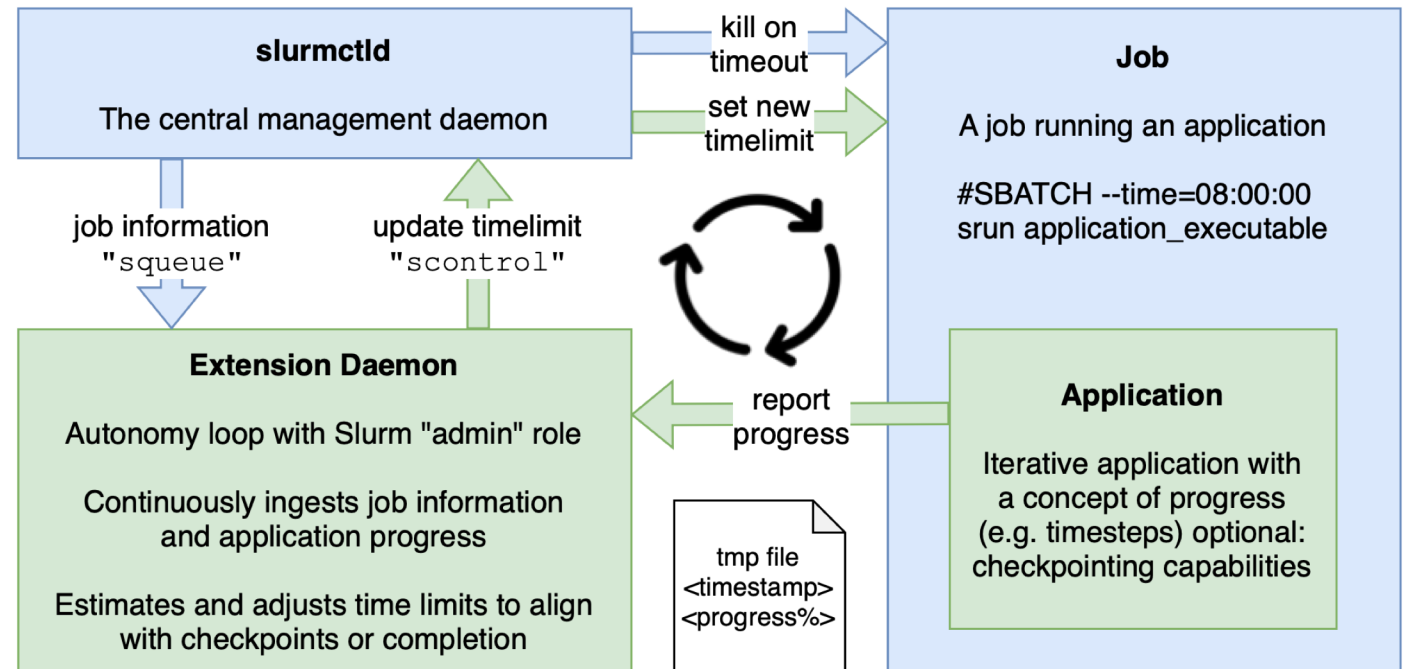 slurmctld
The central management daemon
kill on
timeout
set new
timelimit
Job
A job running an application
#SBATCH --time=08:00:00
srun application_executable
job information
"squeue"
update timelimit
"scontrol"
Extension Daemon
Autonomy loop with Slurm "admin" role
Continuously ingests job information
and application progress
Estimates and adjusts time limits to align
with checkpoints or completion
report
progress
tmp file
<timestamp>
<progress%>
Application
Iterative application with
a concept of progress
(e.g. timesteps) optional:
checkpointing capabilities